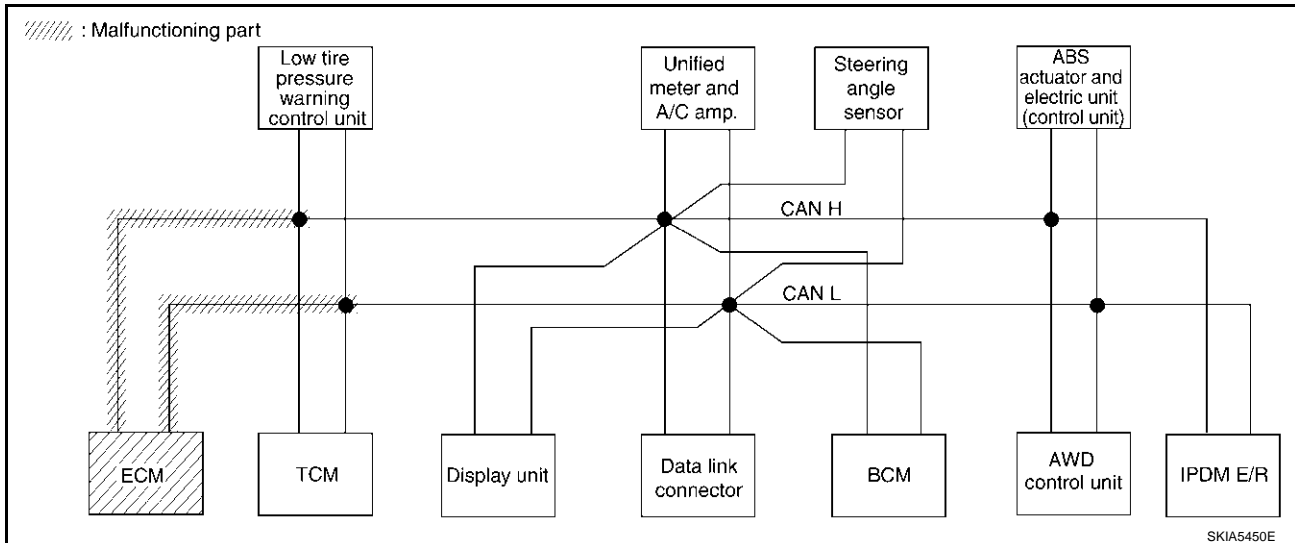 : Malfunctioning part
Low tire
pressure
warning
control unit
Unified
meter and
A/C amp.
Steering
angle
sensor
ABS
actuator and
electric unit
(control unit)
CAN H
CAN L
ECM
TCM
Display unit
Data link
connector
BCM
AWD
control unit
IPDM E/R
SKIA5450E